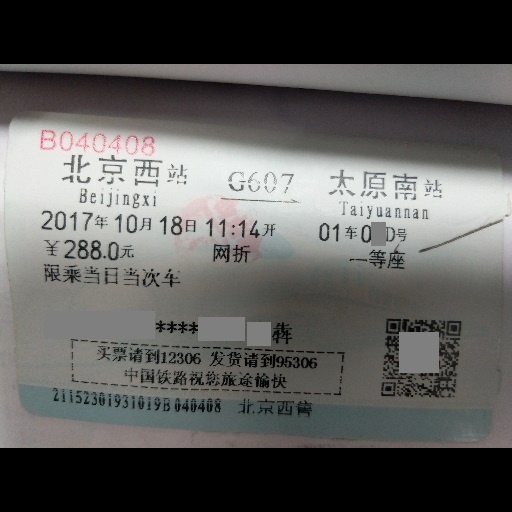 B040408
北京西站 G607 太原南站
Beijingxi Taiyuannan
2017年10月18日 11:14开 01车0 0号
￥288.0元 网折 一等座
限乘当日当次车
**** 犇
买票请到12306 发货请到95306
中国铁路祝您旅途愉快
21152301931019B040408 北京西售